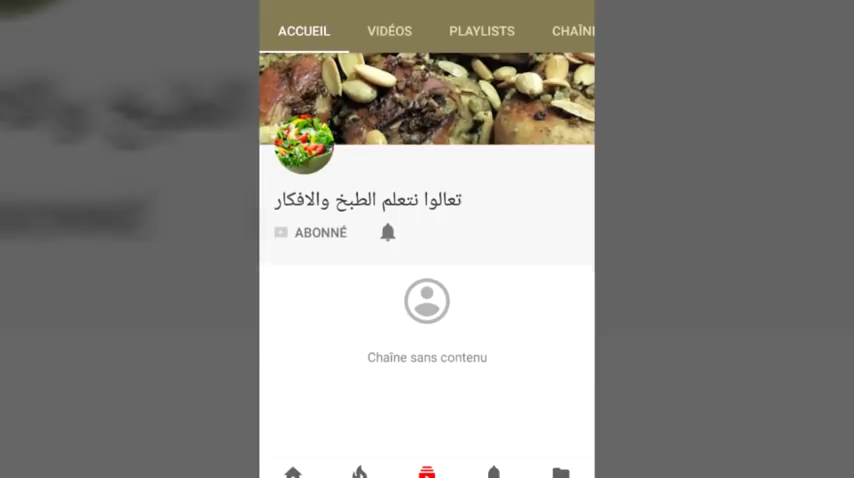 ACCUEIL VIDÉOS PLAYLISTS CHAÎN
تعالوا نتعلم الطبخ والافكار
ABONNÉ
Chaîne sans contenu